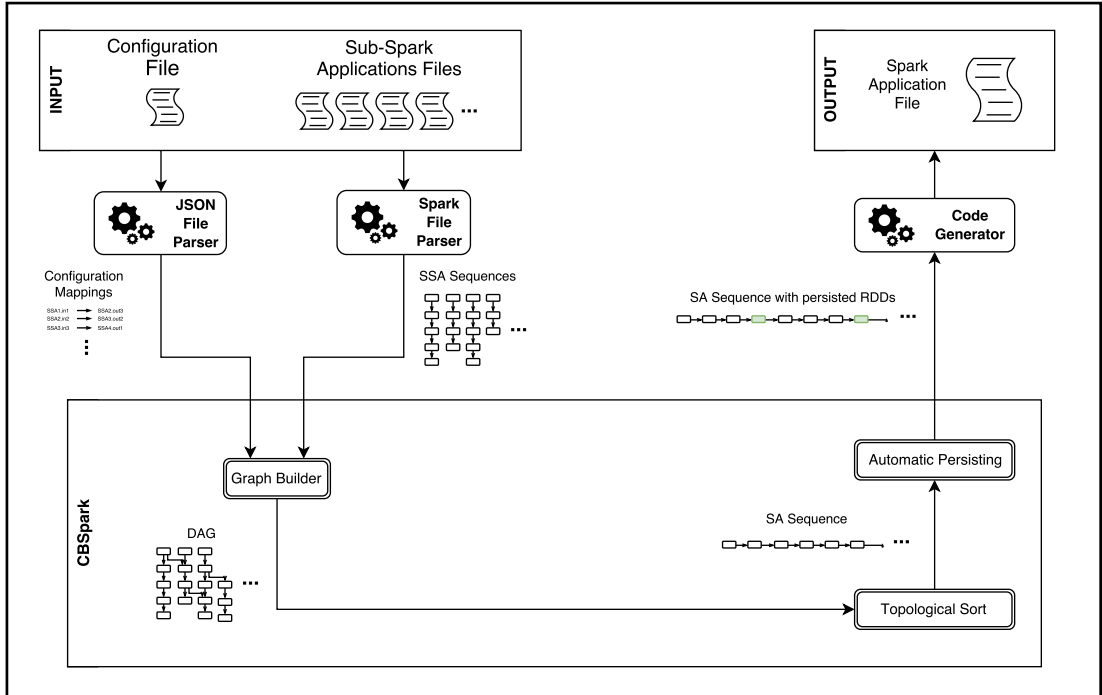 INPUT
Configuration
File
Sub-Spark
Applications Files
...
OUTPUT
Spark
Application
File
JSON
File
Parser
Spark
File
Parser
Code
Generator
Configuration
Mappings
SSA1.in1 SSA2.out3
SSA2.in2 SSA3.out2
SSA3.in3 SSA4.out1
SSA Sequences
...
SA Sequence with persisted RDDs
...
CBSpark
Graph Builder
Automatic Persisting
DAG
...
SA Sequence
...
Topological Sort